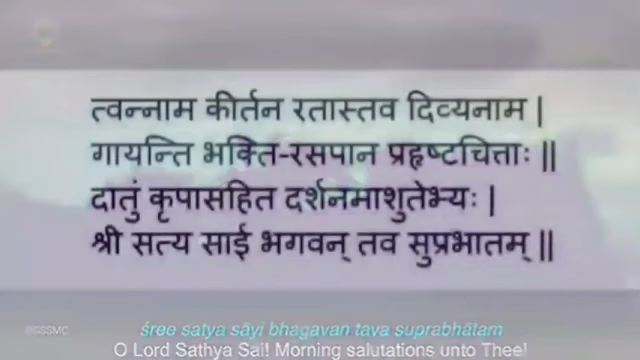 त्वन्नाम कीर्तन रतास्तव दिव्यनाम |
गायन्ति भक्ति-रसपान प्रहृष्टचित्ताः ||
दातुं कृपासहित दर्शनमाशुतेभ्यः |
श्री सत्य साई भगवन् तव सुप्रभातम् ||
@SSSMC
śree satya sāyi bhagavan tava suprabhātam
O Lord Sathya Sai! Morning salutations unto Thee!